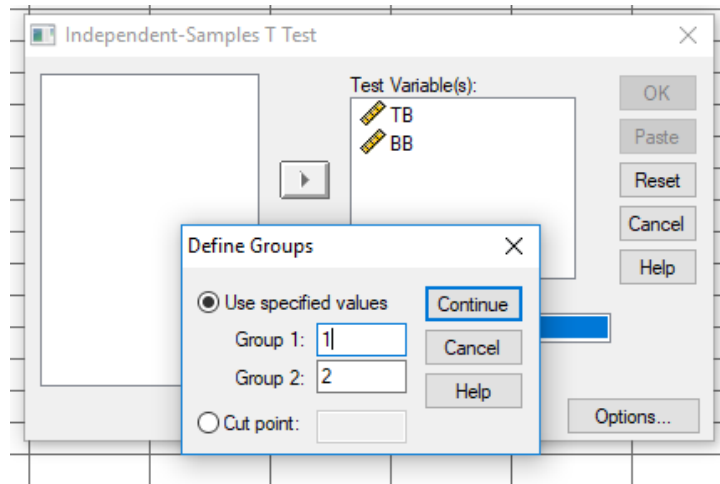 Independent-Samples T Test
Test Variable(s):
TB
BB
OK
Paste
Reset
Cancel
Help
Define Groups
Use specified values
Group 1: 1
Group 2: 2
Cut point:
Continue
Cancel
Help
Options...